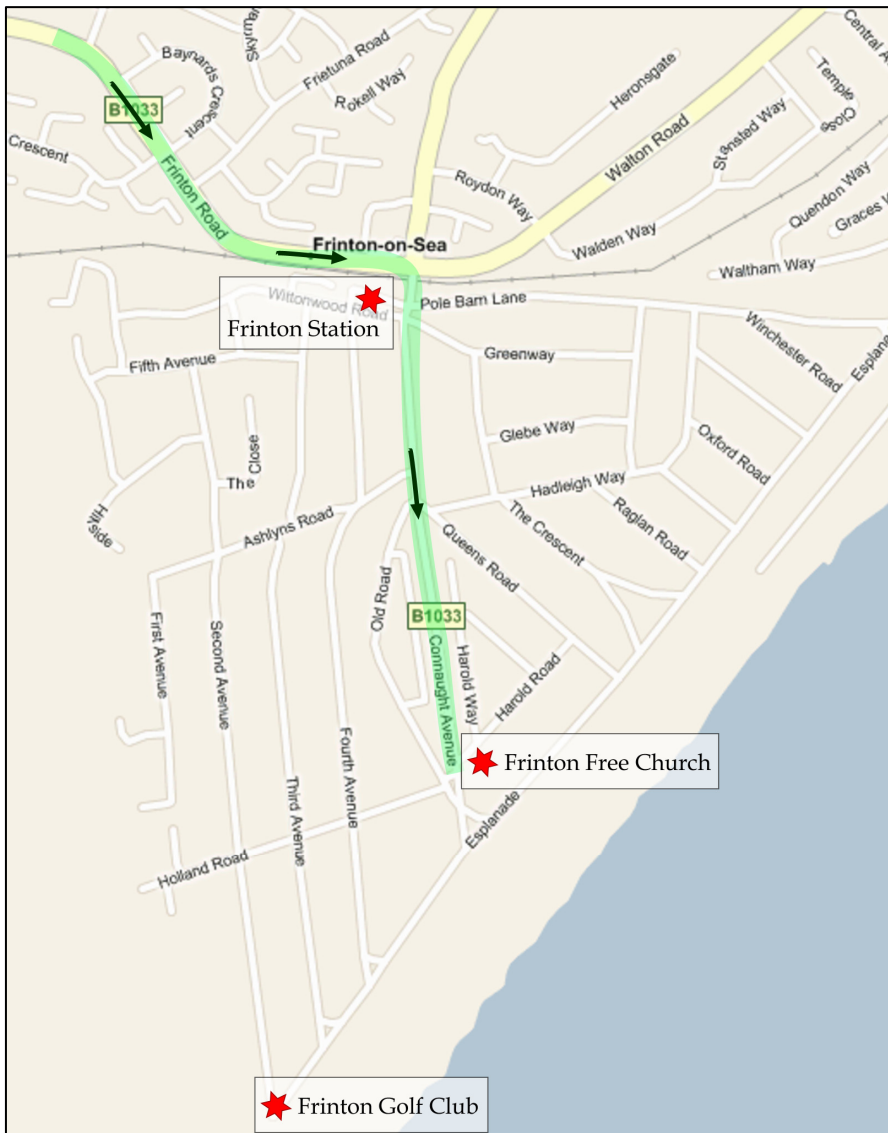 Baynards Crescent
Frietuna Road
Rokell Way
Central
Temple Close
Heronsgate
B1033
Crescent
Frinton Road
Stansted Way
Walton Road
Roydon Way
Quendon Way
Graces
Frinton-on-Sea
Walden Way
Waltham Way
Wittonwood Road
Pole Barn Lane
Frinton Station
Winchester Road
Esplane
Fifth Avenue
Greenway
Glebe Way
Oxford Road
The Close
Hadleigh Way
Raglan Road
Hillside
Ashlyns Road
The Crescent
Queens Road
Old Road
B1033
First Avenue
Second Avenue
Connaught Avenue
Harold Way
Harold Road
Fourth Avenue
Frinton Free Church
Third Avenue
Esplanade
Holland Road
Frinton Golf Club